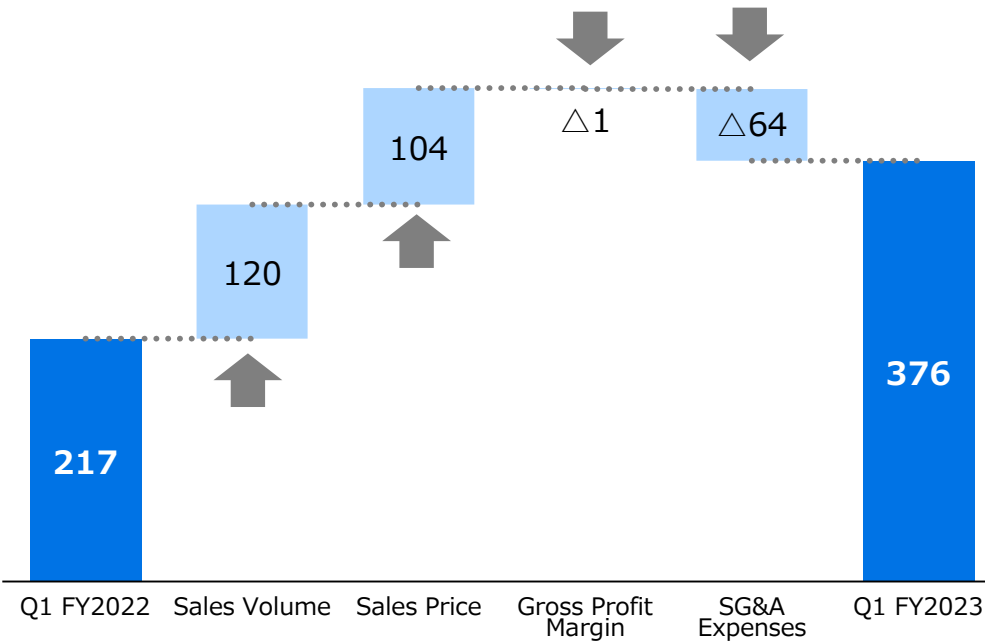 104
△1
△64
120
376
217
Q1 FY2022
Sales Volume
Sales Price
Gross Profit
Margin
SG&A
Expenses
Q1 FY2023